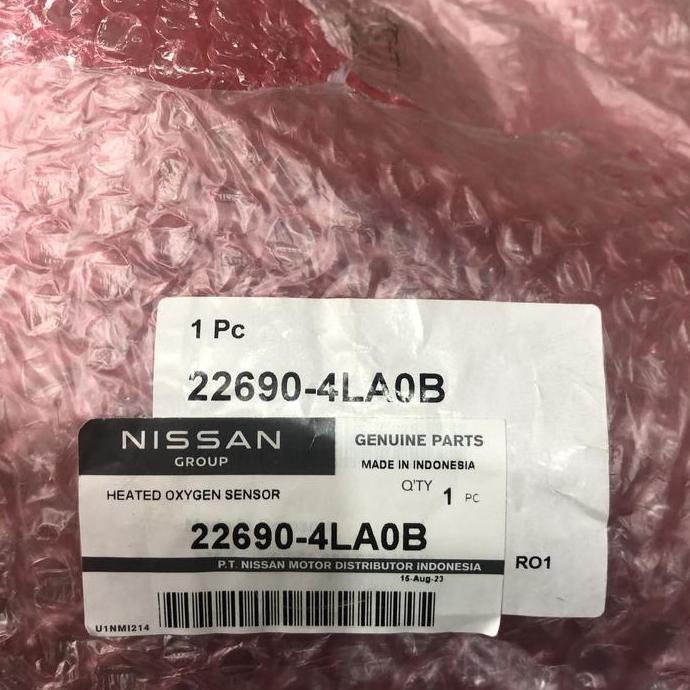 1 Pc
22690-4LA0B
NISSAN
GROUP
GENUINE PARTS
MADE IN INDONESIA
HEATED OXYGEN SENSOR
Q'TY 1 PC
22690-4LA0B
P.T. NISSAN MOTOR DISTRIBUTOR INDONESIA
RO1
15-Aug-23
U1NMI214